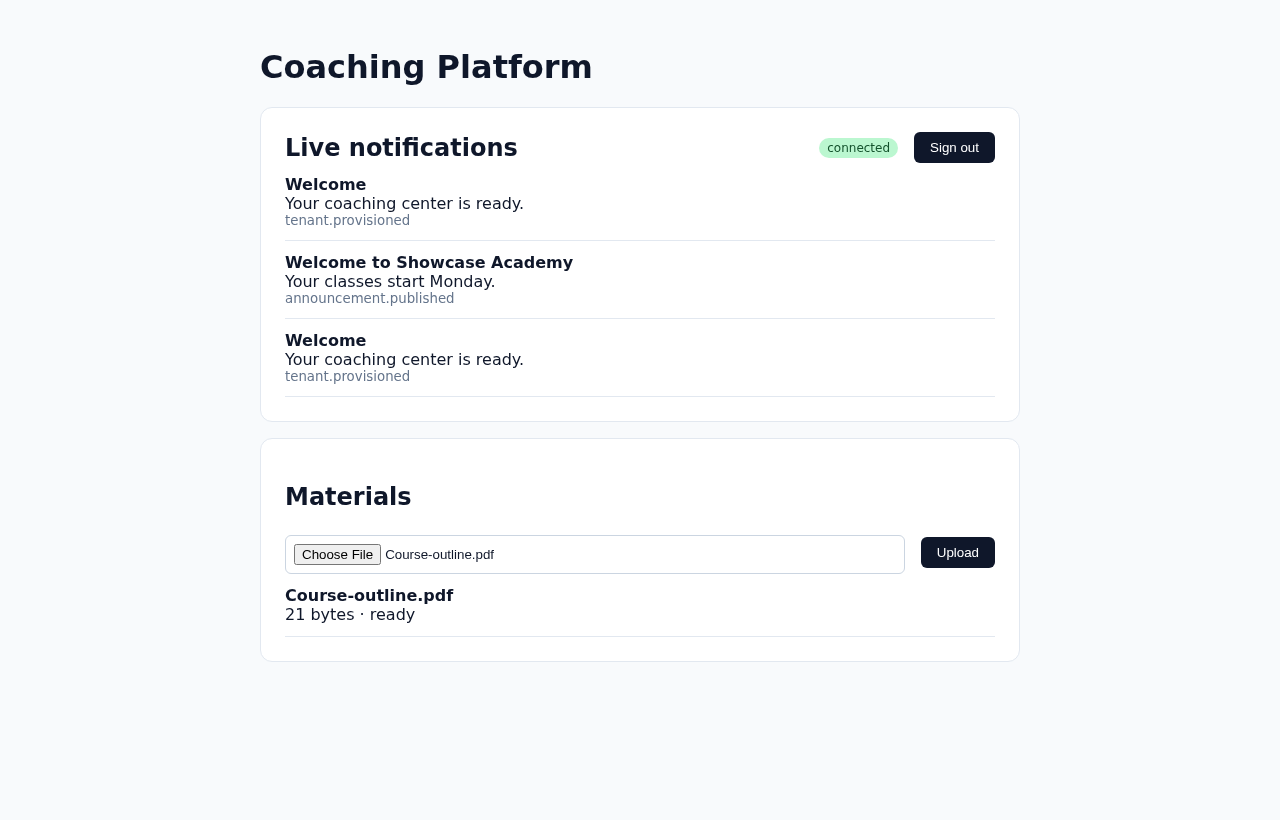 Coaching Platform
Live notifications
connected
Sign out
Welcome
Your coaching center is ready.
tenant.provisioned
Welcome to Showcase Academy
Your classes start Monday.
announcement.published
Welcome
Your coaching center is ready.
tenant.provisioned
Materials
Choose File Course-outline.pdf
Upload
Course-outline.pdf
21 bytes · ready